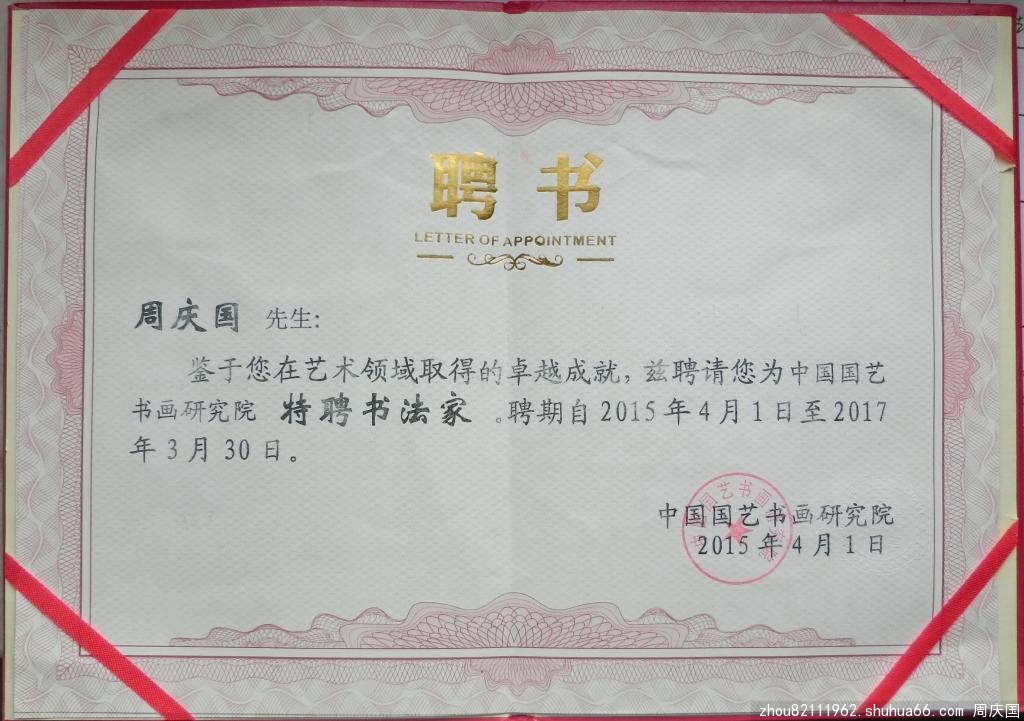 聘书
LETTER OF APPOINTMENT
周庆国 先生:
鉴于您在艺术领域取得的卓越成就，兹聘请您为中国国艺
书画研究院 特聘书法家 。聘期自2015年4月1日至2017
年3月30日。
中国国艺书画研究院
2015年4月1日
zhou82111962.shuhua66.com 周庆国